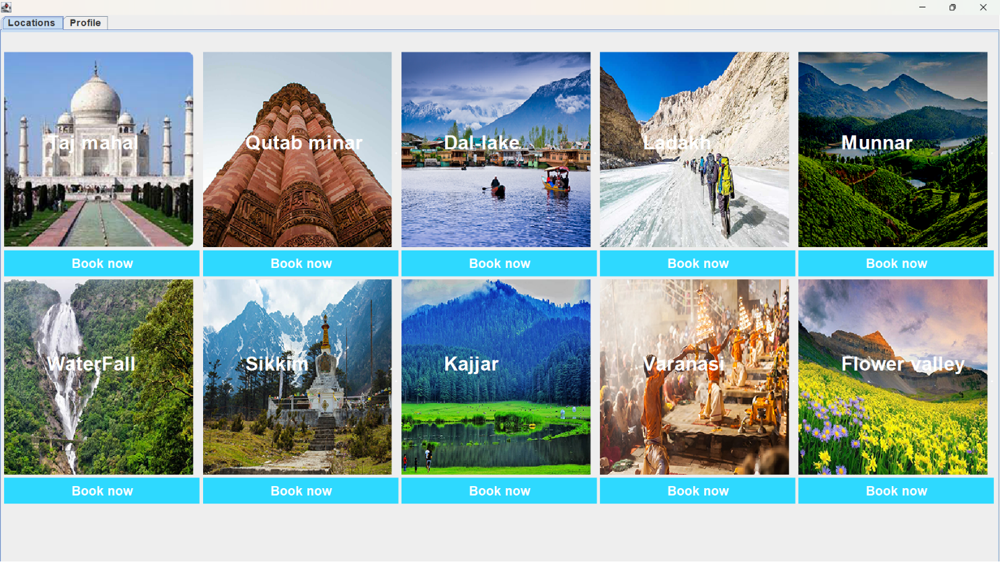 Locations
Profile
Taj mahal
Qutab minar
Dal-lake
Ladakh
Munnar
Book now
Book now
Book now
Book now
Book now
WaterFall
Sikkim
Kajjar
Varanasi
Flower valley
Book now
Book now
Book now
Book now
Book now